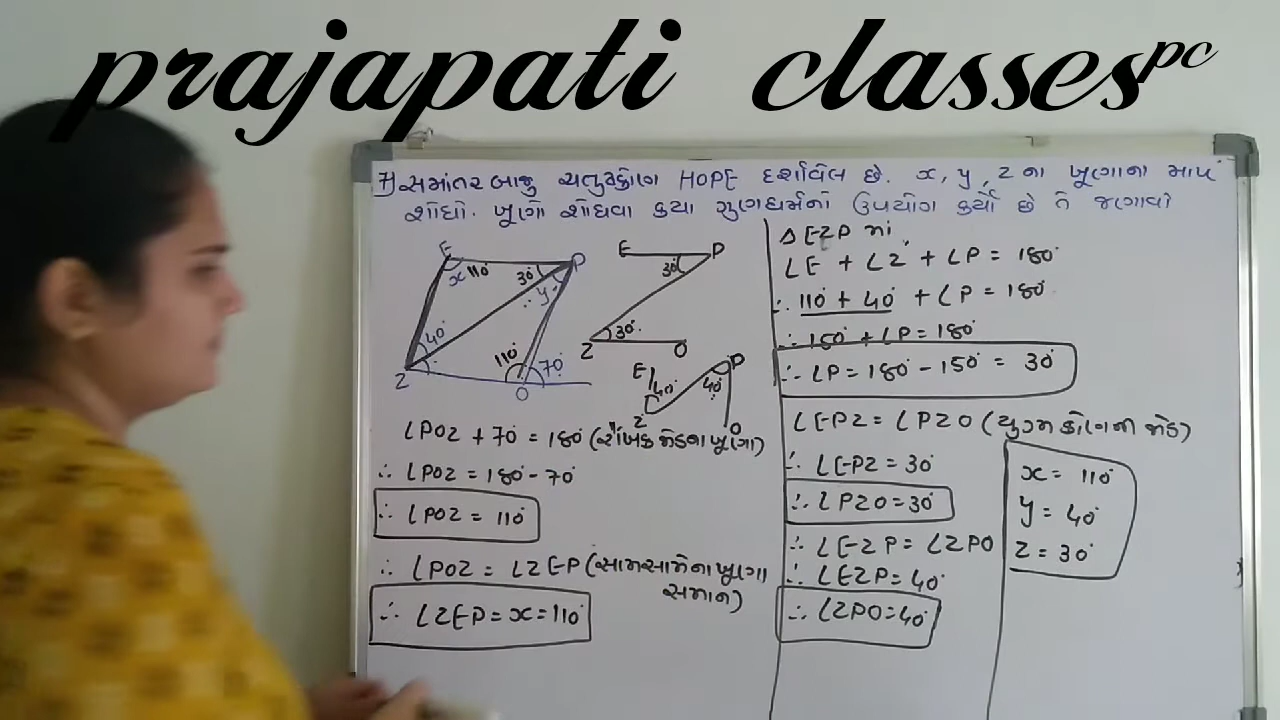 prajapati classes pc
7) સમાંતર બાજુ ચતુષ્કોણ HOPE દર્શાવેલ છે. x, y, z ના ખૂણાના માપ
શોધો. ખૂણો શોધવા કયા ગુણધર્મનો ઉપયોગ કર્યો છે તે જણાવો
E
x 110°
30°
P
y
40°
Z
110°
70°
O
E P
30°
30°
Z O
E P
40° 40°
Z O
∠POZ + 70° = 180° (રૈખિક જોડના ખૂણા)
∴ ∠POZ = 180° - 70°
∴ ∠POZ = 110°
∴ ∠POZ = ∠ZEP (સામસામેના ખૂણા
સમાન)
∴ ∠ZEP = x = 110°
Δ EZP માં
∠E + ∠Z + ∠P = 180°
∴ 110° + 40° + ∠P = 180°
∴ 150° + ∠P = 180°
∴ ∠P = 180° - 150° = 30°
∠EPZ = ∠PZO (યુગ્મકોણની જોડ)
∴ ∠EPZ = 30°
∴ ∠PZO = 30°
∴ ∠EZP = ∠ZPO
∴ ∠EZP = 40°
∴ ∠ZPO = 40°
x = 110°
y = 40°
z = 30°